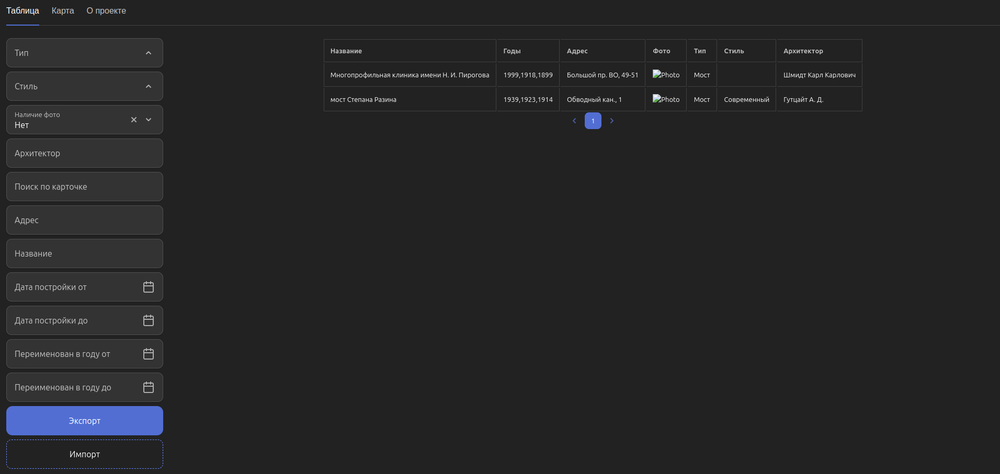 Таблица Карта О проекте
Тип
Стиль
Наличие фото
Нет
Архитектор
Поиск по карточке
Адрес
Название
Дата постройки от
Дата постройки до
Переименован в году от
Переименован в году до
Экспорт
Импорт
Название Годы Адрес Фото Тип Стиль Архитектор
Многопрофильная клиника имени Н. И. Пирогова 1999,1918,1899 Большой пр. ВО, 49-51 Photo Мост Шмидт Карл Карлович
мост Степана Разина 1939,1923,1914 Обводный кан., 1 Photo Мост Современный Гутцайт А. Д.
1